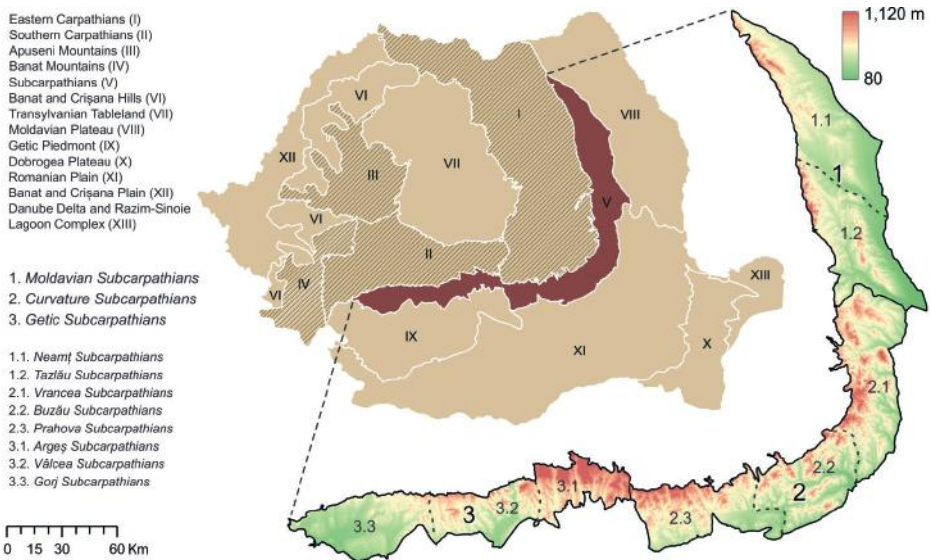 Eastern Carpathians (I)
Southern Carpathians (II)
Apuseni Mountains (III)
Banat Mountains (IV)
Subcarpathians (V)
Banat and Crișana Hills (VI)
Transylvanian Tableland (VII)
Moldavian Plateau (VIII)
Getic Piedmont (IX)
Dobrogea Plateau (X)
Romanian Plain (XI)
Banat and Crișana Plain (XII)
Danube Delta and Razim-Sinoie
Lagoon Complex (XIII)
1. Moldavian Subcarpathians
2. Curvature Subcarpathians
3. Getic Subcarpathians
1.1. Neamț Subcarpathians
1.2. Tazlău Subcarpathians
2.1. Vrancea Subcarpathians
2.2. Buzău Subcarpathians
2.3. Prahova Subcarpathians
3.1. Argeș Subcarpathians
3.2. Vâlcea Subcarpathians
3.3. Gorj Subcarpathians
0 15 30 60 Km
VI
I
VIII
XII
III
VII
V
VI
II
IV
VI
XIII
IX
XI
X
1,120 m
80
1.1
1
1.2
2.1
2.2
2
2.3
3.1
3.2
3
3.3